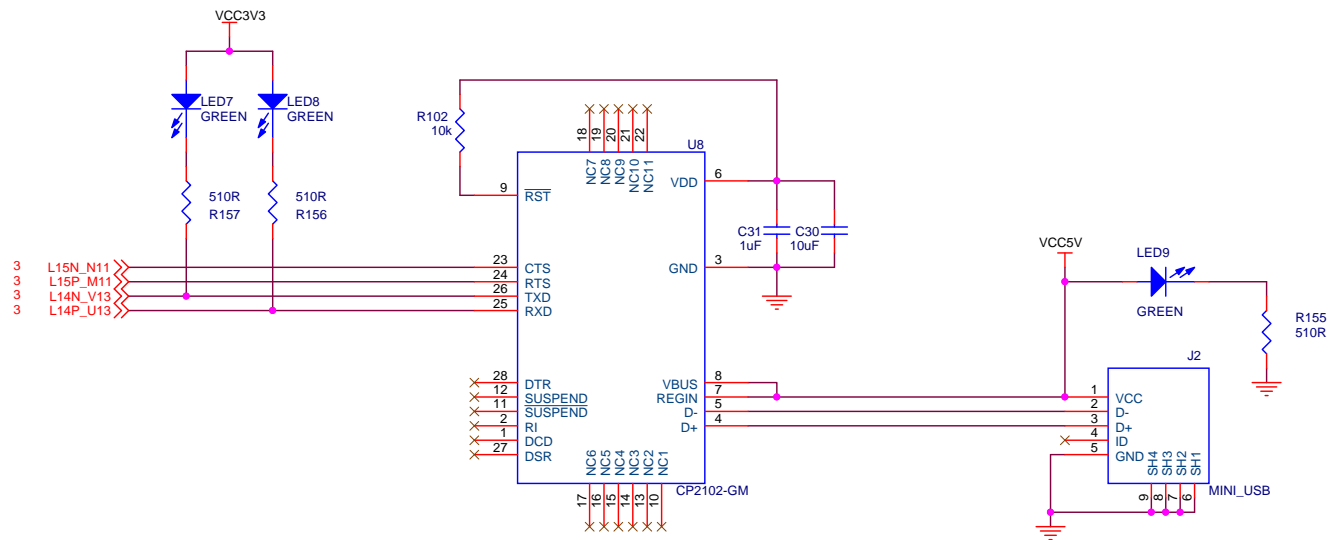 VCC3V3
LED7
GREEN
LED8
GREEN
510R
R157
510R
R156
R102
10k
U8
18 19 20 21 22
NC7 NC8 NC9 NC10 NC11
9 RST
VDD 6
C31
1uF
C30
10uF
3 L15N_N11 23 CTS
GND 3
3 L15P_M11 24 RTS
3 L14N_V13 26 TXD
3 L14P_U13 25 RXD
VCC5V
LED9
GREEN
R155
510R
28 DTR
12 SUSPEND
11 SUSPEND
2 RI
1 DCD
27 DSR
VBUS 8
REGIN 7
D- 5
D+ 4
NC6 NC5 NC4 NC3 NC2 NC1
17 16 15 14 13 10
CP2102-GM
J2
1 VCC
2 D-
3 D+
4 ID
5 GND
SH4 SH3 SH2 SH1
9 8 7 6
MINI_USB